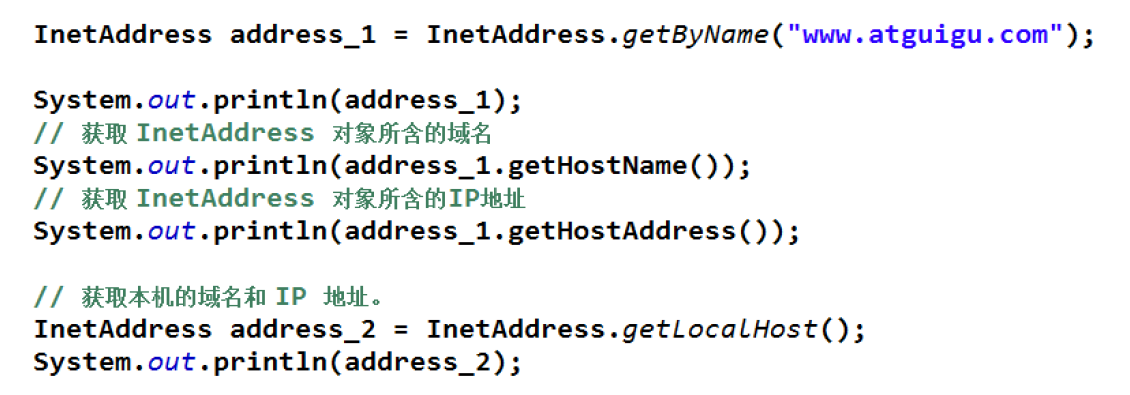 InetAddress address_1 = InetAddress.getByName("www.atguigu.com");
System.out.println(address_1);
// 获取 InetAddress 对象所含的域名
System.out.println(address_1.getHostName());
// 获取 InetAddress 对象所含的IP地址
System.out.println(address_1.getHostAddress());
// 获取本机的域名和 IP 地址。
InetAddress address_2 = InetAddress.getLocalHost();
System.out.println(address_2);